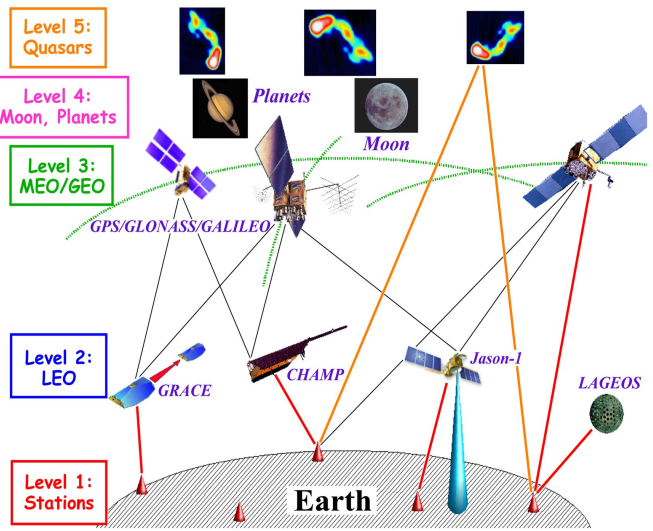 Level 5:
Quasars
Level 4:
Moon, Planets
Planets
Moon
Level 3:
MEO/GEO
GPS/GLONASS/GALILEO
Level 2:
LEO
GRACE
CHAMP
Jason-1
LAGEOS
Level 1:
Stations
Earth